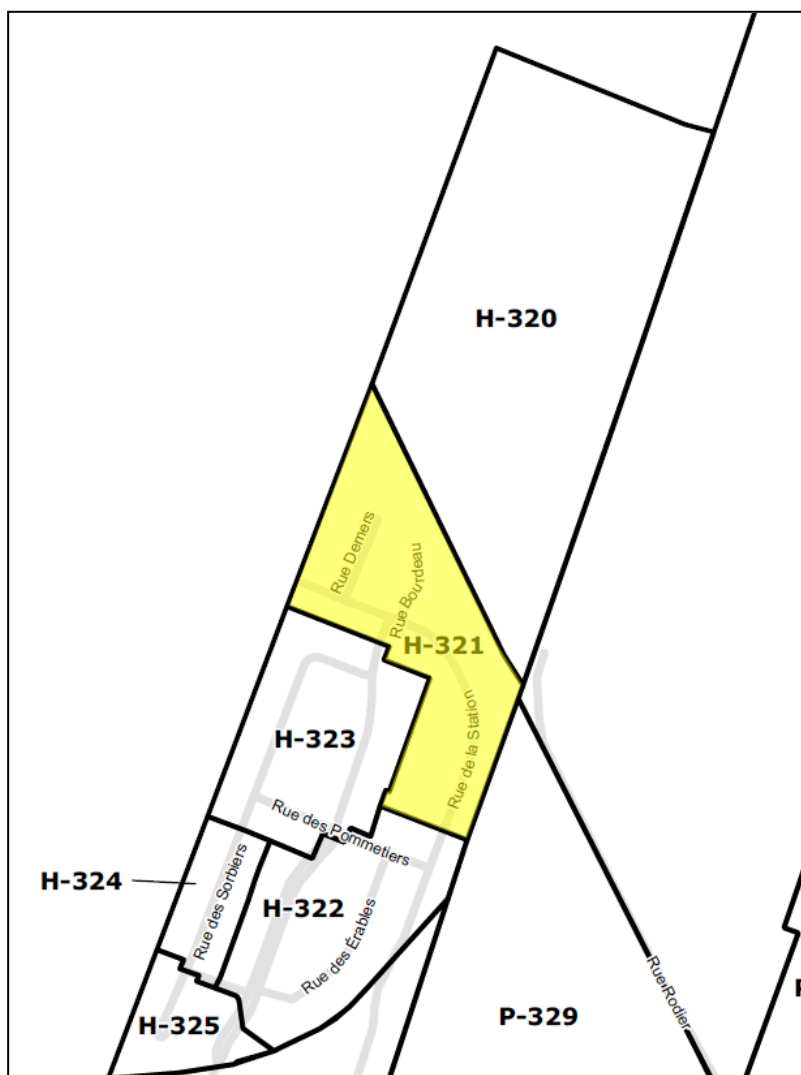 H-320
Rue Demers
Rue Bourdeau
H-321
Rue de la Station
H-323
Rue des Pommetiers
H-324
Rue des Sorbiers
H-322
Rue des Érables
H-325
P-329
Rue Rodier